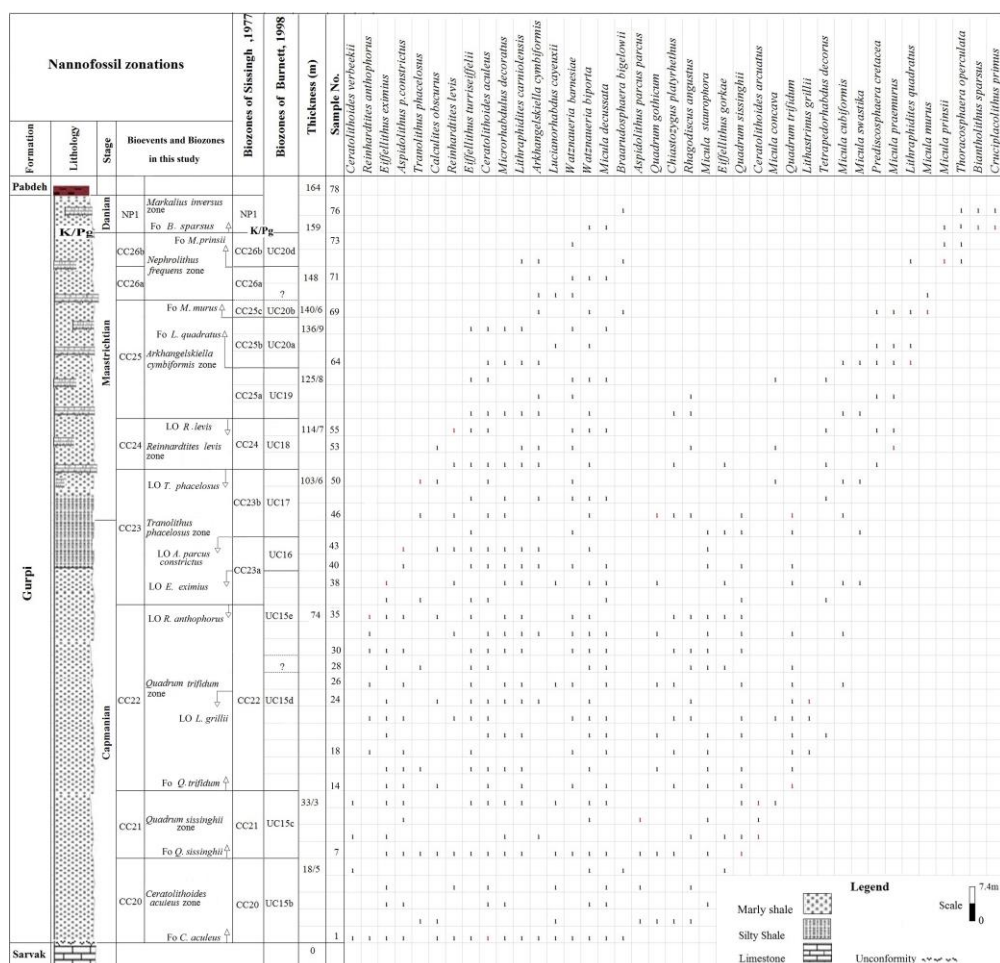 Nannofossil zonations
Formation
Lithology
Stage
Bioevents and Biozones
in this study
Biozones of Sissingh ,1977
Biozones of Burnett, 1998
Thickness (m)
Sample No.
Ceratolithoides verbeekii
Reinhardtites anthophorus
Eiffellithus eximius
Aspidolithus p.constrictus
Tranolithus phacelosus
Calculites obscurus
Reinhardtites levis
Eiffellithus turriseiffelii
Ceratolithoides aculeus
Microrhabdulus decoratus
Lithraphidites carniolensis
Arkhangelskiella cymbiformis
Lucianorhabdus cayeuxii
Watznaueria barnesiae
Watznaueria biporta
Micula decussata
Braarudosphaera bigelowii
Aspidolithus parcus parcus
Quadrum gothicum
Chiastozygus platyrhethus
Rhagodiscus angustus
Micula staurophora
Eiffellithus gorkae
Quadrum sissinghii
Ceratolithoides arcuatus
Micula concava
Quadrum trifidum
Lithastrinus grillii
Tetrapedorhabdus decorus
Micula cubiformis
Micula swastika
Prediscosphaera cretacea
Micula praemurus
Lithraphidites quadratus
Micula murus
Micula prinsii
Thoracosphaera operculata
Biantholithus sparsus
Cruciplacolithus primus
Pabdeh
164 78
Danian
NP1
Markalius inversus
zone
NP1
76
K/Pg
Fo B. sparsus
K/Pg
159
Fo M.prinsii
73
CC26b
Nephrolithus
frequens zone
CC26b UC20d
148 71
CC26a
CC26a
?
Fo M. murus
CC25c UC20b 140/6 69
Fo L. quadratus
136/9
Maastrichtian
CC25
Arkhangelskiella
cymbiformis zone
CC25b UC20a
64
125/8
CC25a UC19
LO R.levis
114/7 55
CC24
Reinnardtites levis
zone
CC24 UC18
53
LO T. phacelosus
103/6 50
CC23b UC17
46
CC23
Tranolithus
phacelosus zone
LO A. parcus
constrictus
UC16
43
CC23a
40
LO E. eximius
38
Gurpi
LO R. anthophorus
UC15e 74 35
30
? 28
26
Capmanian
CC22
Quadrum trifidum
zone
CC22 UC15d
24
LO L. grillii
18
Fo Q. trifidum
14
33/3
CC21
Quadrum sissinghii
zone
CC21 UC15c
Fo Q. sissinghii
7
18/5
CC20
Ceratolithoides
acuieus zone
CC20 UC15b
Fo C. aculeus
1
Sarvak
0
Legend
Marly shale
Silty Shale
Limestone
Unconformity
Scale
7.4m
0